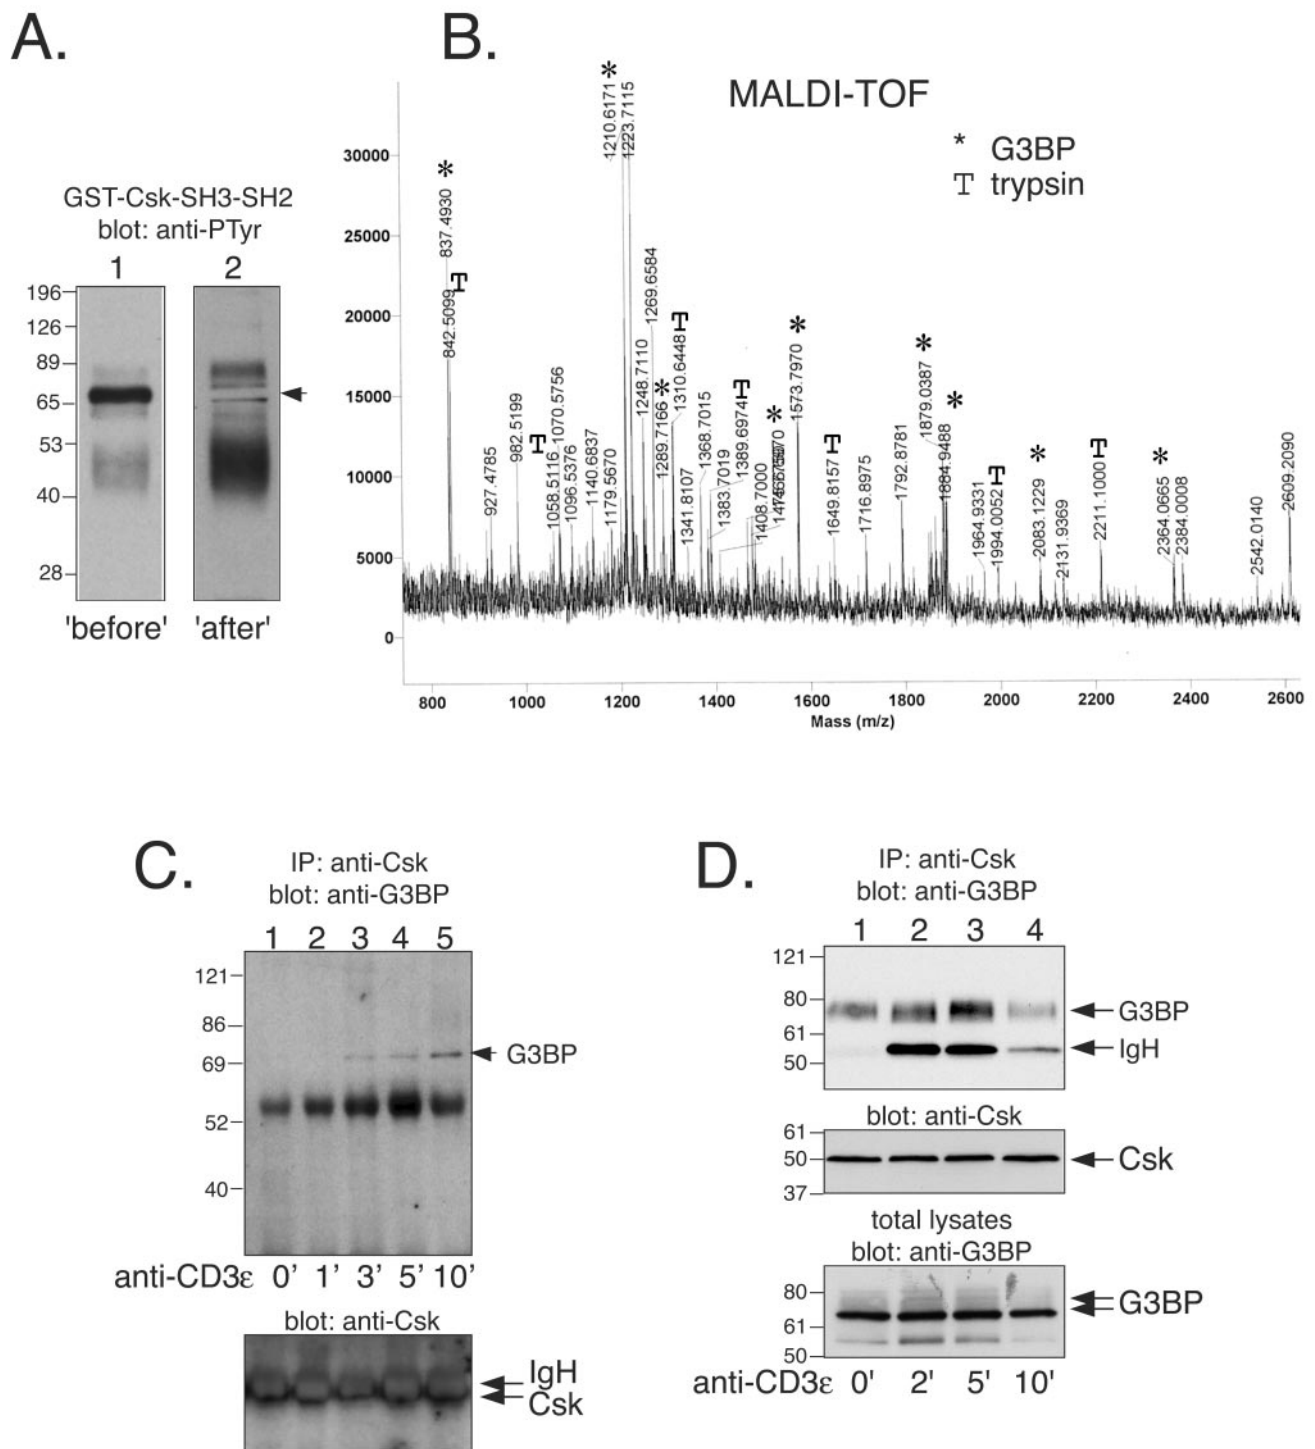 A.
GST-Csk-SH3-SH2
blot: anti-PTyr
1 2
196
126
89
65
53
40
28
'before' 'after'
B.
MALDI-TOF
* G3BP
T trypsin
30000
25000
20000
15000
10000
5000
0
* 837.4930
842.5099 T
927.4785
982.5199
T
1058.5116
1070.5756
1096.5376
1140.6837
1179.5670
1210.6171 *
1223.7115
1248.7110
1269.6584
1289.7166 *
1310.6448 T
1341.8107
1368.7015
1383.7019
1389.6974 T
1408.7000
*
1573.7970 *
1649.8157 T
1716.8975
1792.8781
1879.0387 *
1884.9488 *
1964.9331
1994.0052 T
2083.1229 *
2131.9369
2211.1000 T
2364.0665 *
2384.0008
2542.0140
2609.2090
800 1000 1200 1400 1600 1800 2000 2200 2400 2600
Mass (m/z)
C.
IP: anti-Csk
blot: anti-G3BP
1 2 3 4 5
121
86
69
52
40
G3BP
anti-CD3ε 0' 1' 3' 5' 10'
blot: anti-Csk
IgH
Csk
D.
IP: anti-Csk
blot: anti-G3BP
1 2 3 4
121
80
61
50
G3BP
IgH
blot: anti-Csk
61
50
37
Csk
total lysates
blot: anti-G3BP
80
61
50
G3BP
anti-CD3ε 0' 2' 5' 10'